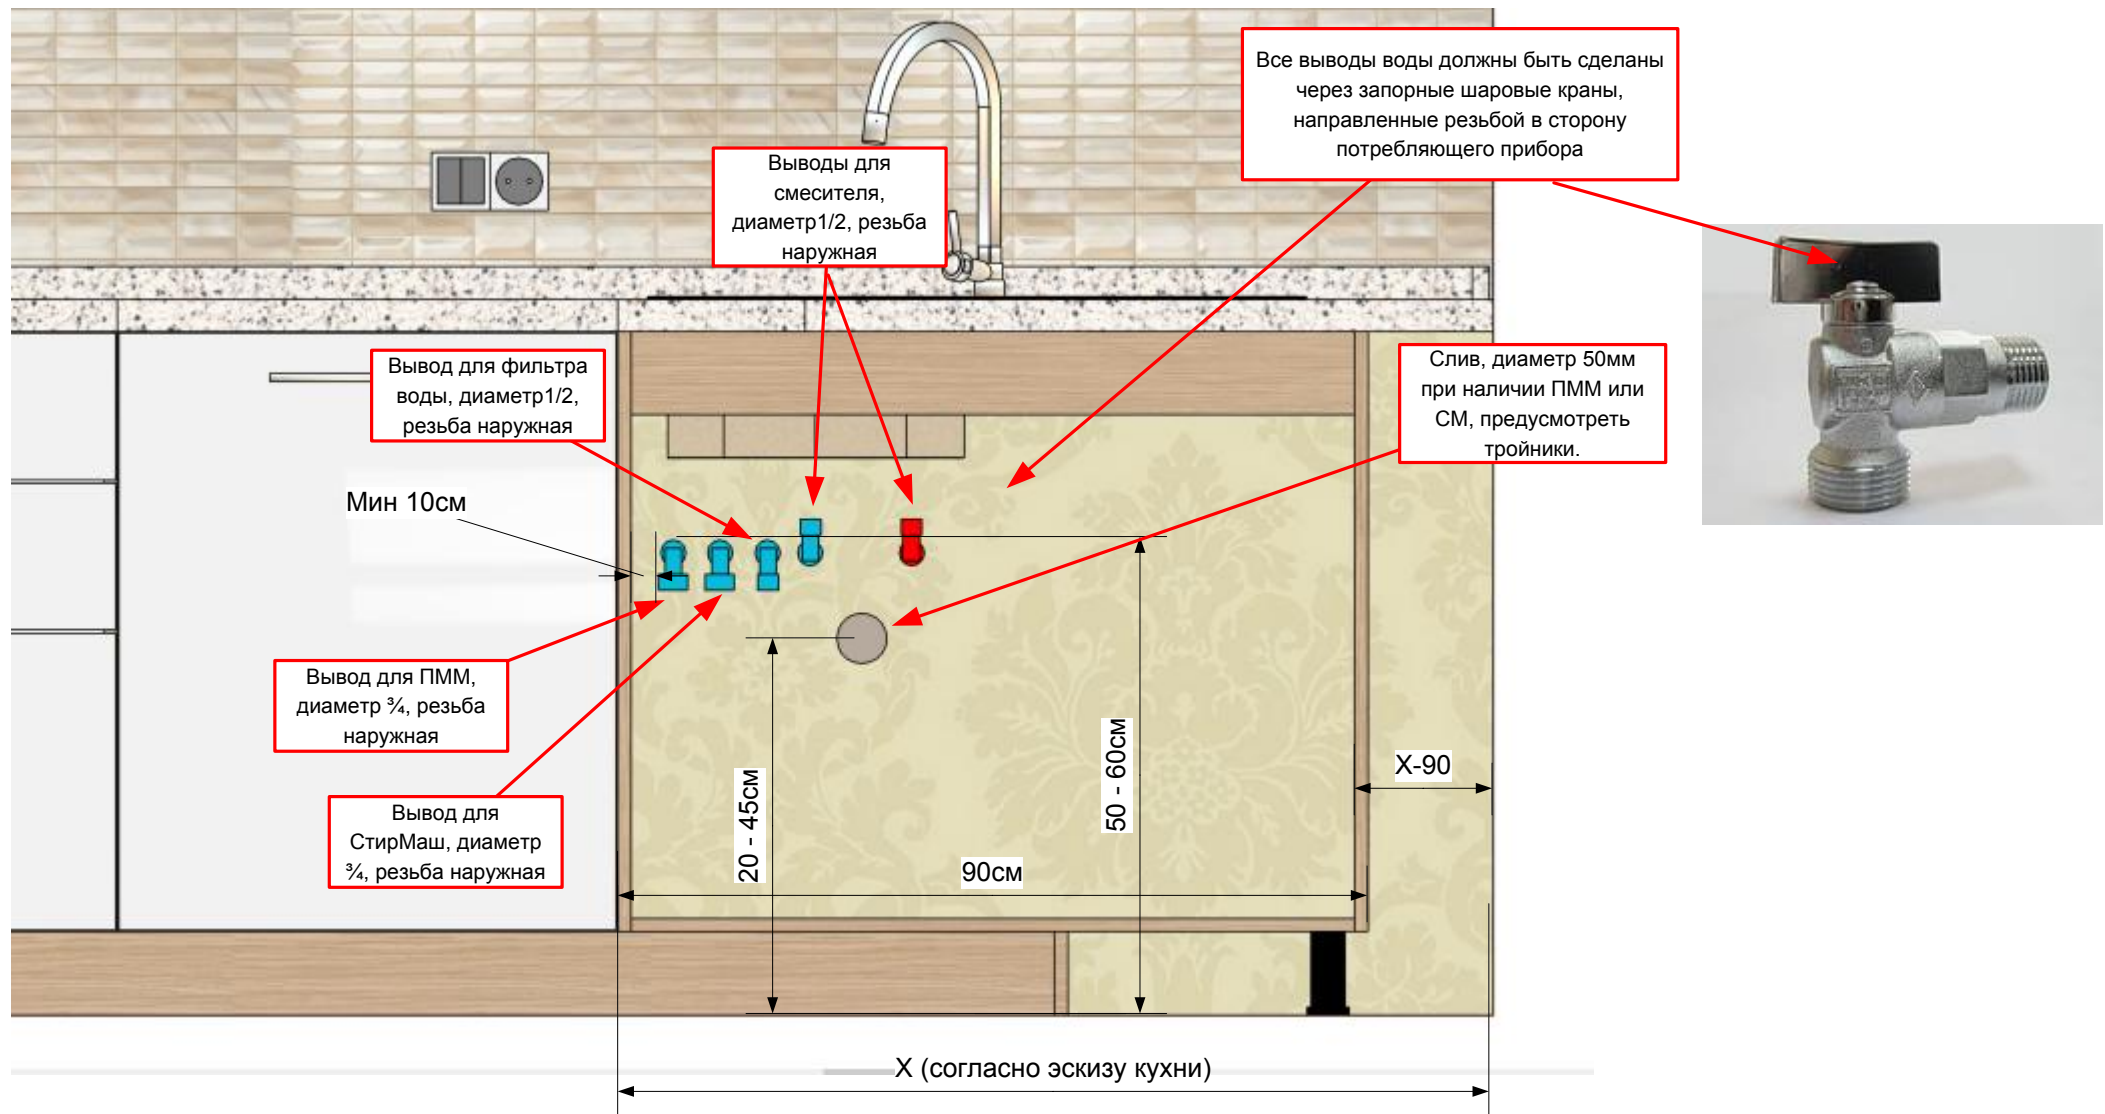 Все выводы воды должны быть сделаны
через запорные шаровые краны,
направленные резьбой в сторону
потребляющего прибора
Выводы для
смесителя,
диаметр1/2, резьба
наружная
Вывод для фильтра
воды, диаметр1/2,
резьба наружная
Слив, диаметр 50мм
при наличии ПММ или
СМ, предусмотреть
тройники.
Мин 10см
Вывод для ПММ,
диаметр ¾, резьба
наружная
Вывод для
СтирМаш, диаметр
¾, резьба наружная
20 - 45см
50 - 60см
X-90
90см
X (согласно эскизу кухни)